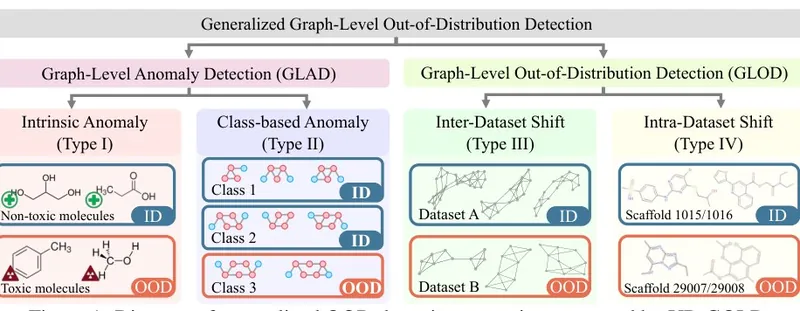 Generalized Graph-Level Out-of-Distribution Detection
Graph-Level Anomaly Detection (GLAD)
Graph-Level Out-of-Distribution Detection (GLOD)
Intrinsic Anomaly
(Type I)
Class-based Anomaly
(Type II)
Inter-Dataset Shift
(Type III)
Intra-Dataset Shift
(Type IV)
OH
HO
OH
O
H₃C
OH
Non-toxic molecules
ID
CH₃
H
H
H
C
O
H
Toxic molecules
OOD
Class 1
ID
Class 2
ID
Class 3
OOD
Dataset A
ID
Dataset B
OOD
Scaffold 1015/1016
ID
Scaffold 29007/29008
OOD